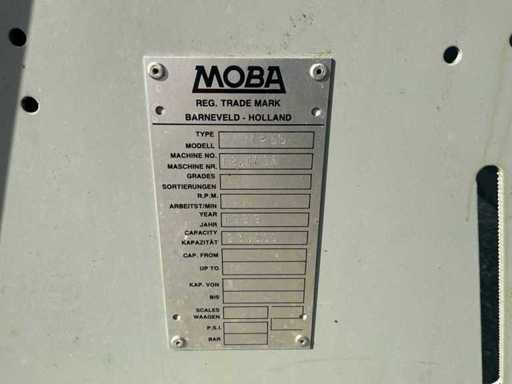 MOBA
REG. TRADE MARK
BARNEVELD - HOLLAND
TYPE
MODELL
MACHINE NO.
MASCHINE NR.
GRADES
SORTIERUNGEN
R.P.M.
ARBEITST/MIN
YEAR
JAHR
CAPACITY
KAPAZITÄT
CAP. FROM
UP TO
KAP. VON
BIS
SCALES
WAAGEN
P.S.I.
BAR